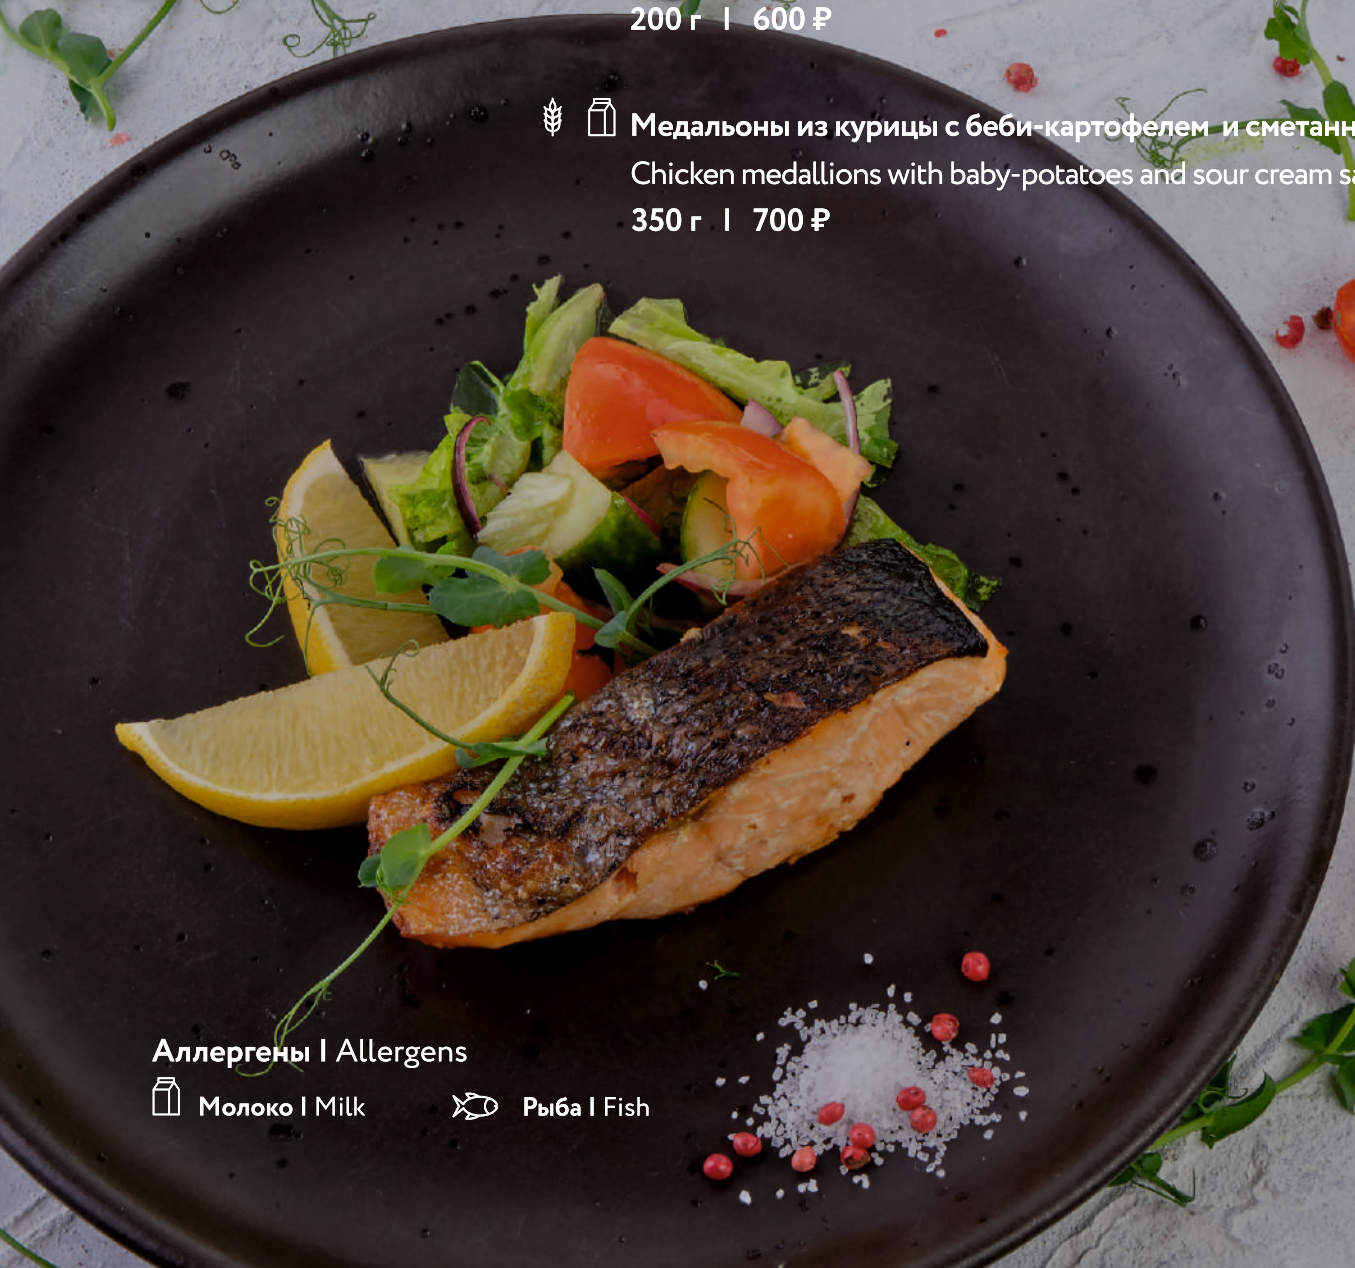 200 г | 600 ₽
Медальоны из курицы с беби-картофелем и
Chicken medallions with baby-potatoes and sour cream
350 г | 700 ₽
Аллергены | Allergens
Молоко | Milk Рыба | Fish